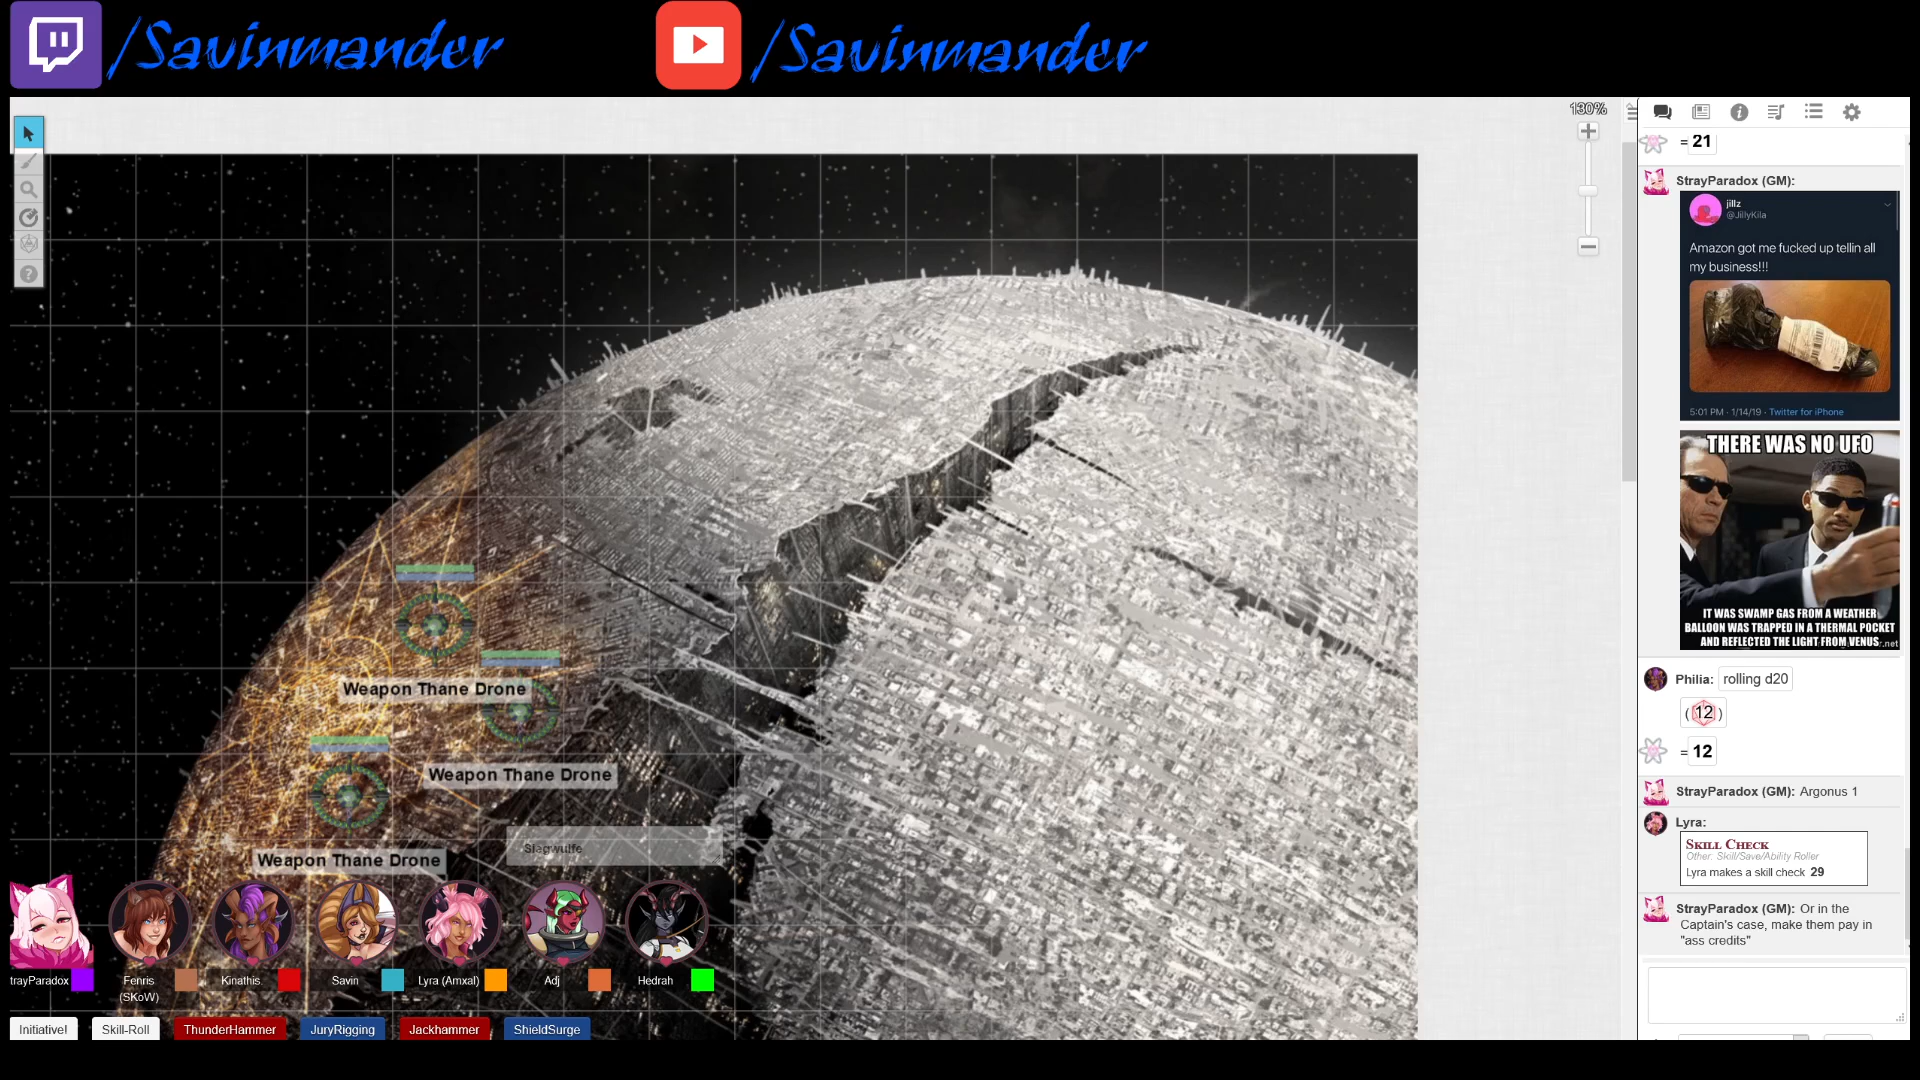 /Savinmander
/Savinmander
130%
= 21
StrayParadox (GM):
jillz
@JillyKila
Amazon got me fucked up tellin all
my business!!!
5:01 PM · 1/14/19 · Twitter for iPhone
THERE WAS NO UFO
IT WAS SWAMP GAS FROM A WEATHER
BALLOON WAS TRAPPED IN A THERMAL POCKET
AND REFLECTED THE LIGHT FROM VENUS
Philia: rolling d20
(12)
= 12
StrayParadox (GM): Argonus 1
Lyra:
SKILL CHECK
Other: Skill/Save/Ability Roller
Lyra makes a skill check 29
StrayParadox (GM): Or in the
Captain's case, make them pay in
"ass credits"
Weapon Thane Drone
Weapon Thane Drone
Weapon Thane Drone
Slagwulfe
trayParadox
Fenris
(SKoW)
Kinathis.
Savin
Lyra (Amxal)
Adj
Hedrah
Initiative!
Skill-Roll
ThunderHammer
JuryRigging
Jackhammer
ShieldSurge